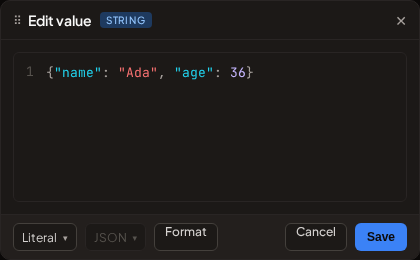 Edit value STRING
1 {"name": "Ada", "age": 36}
Literal JSON Format Cancel Save